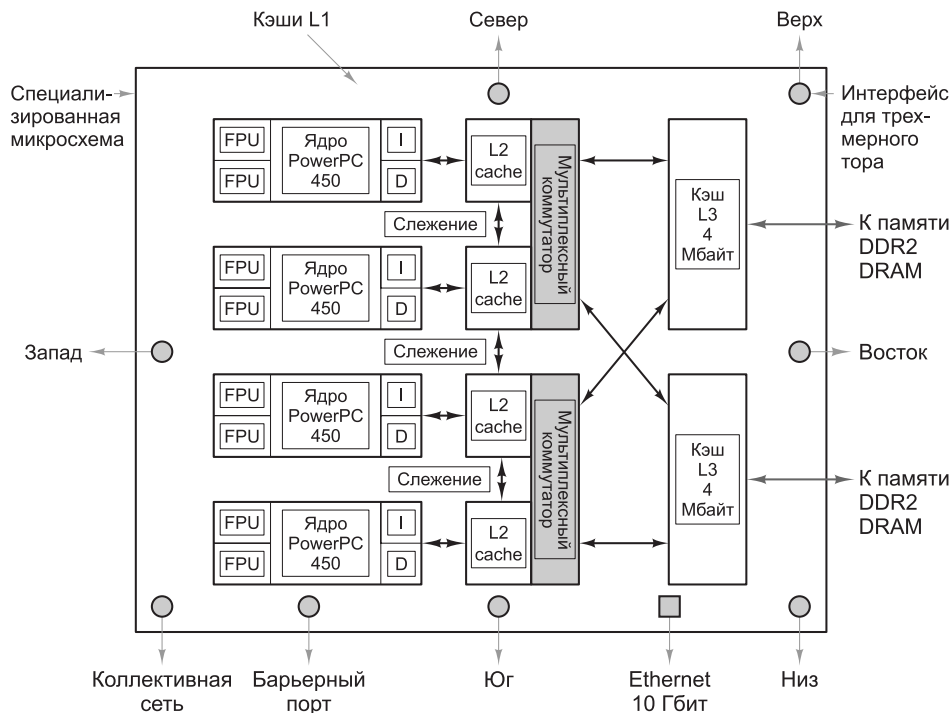 Кэши L1
Север
Верх
Специали-
зированная
микросхема
Интерфейс
для трех-
мерного
тора
FPU
FPU
Ядро
PowerPC
450
I
D
L2
cache
Мультиплексный
коммутатор
Слежение
FPU
FPU
Ядро
PowerPC
450
I
D
L2
cache
Кэш
L3
4
Мбайт
К памяти
DDR2
DRAM
Запад
Слежение
Восток
FPU
FPU
Ядро
PowerPC
450
I
D
L2
cache
Мультиплексный
коммутатор
Слежение
FPU
FPU
Ядро
PowerPC
450
I
D
L2
cache
Кэш
L3
4
Мбайт
К памяти
DDR2
DRAM
Коллективная
сеть
Барьерный
порт
Юг
Ethernet
10 Гбит
Низ